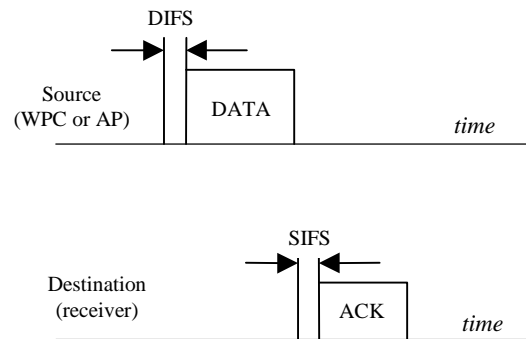 DIFS
Source
(WPC or AP)
DATA
time
SIFS
Destination
(receiver)
ACK
time